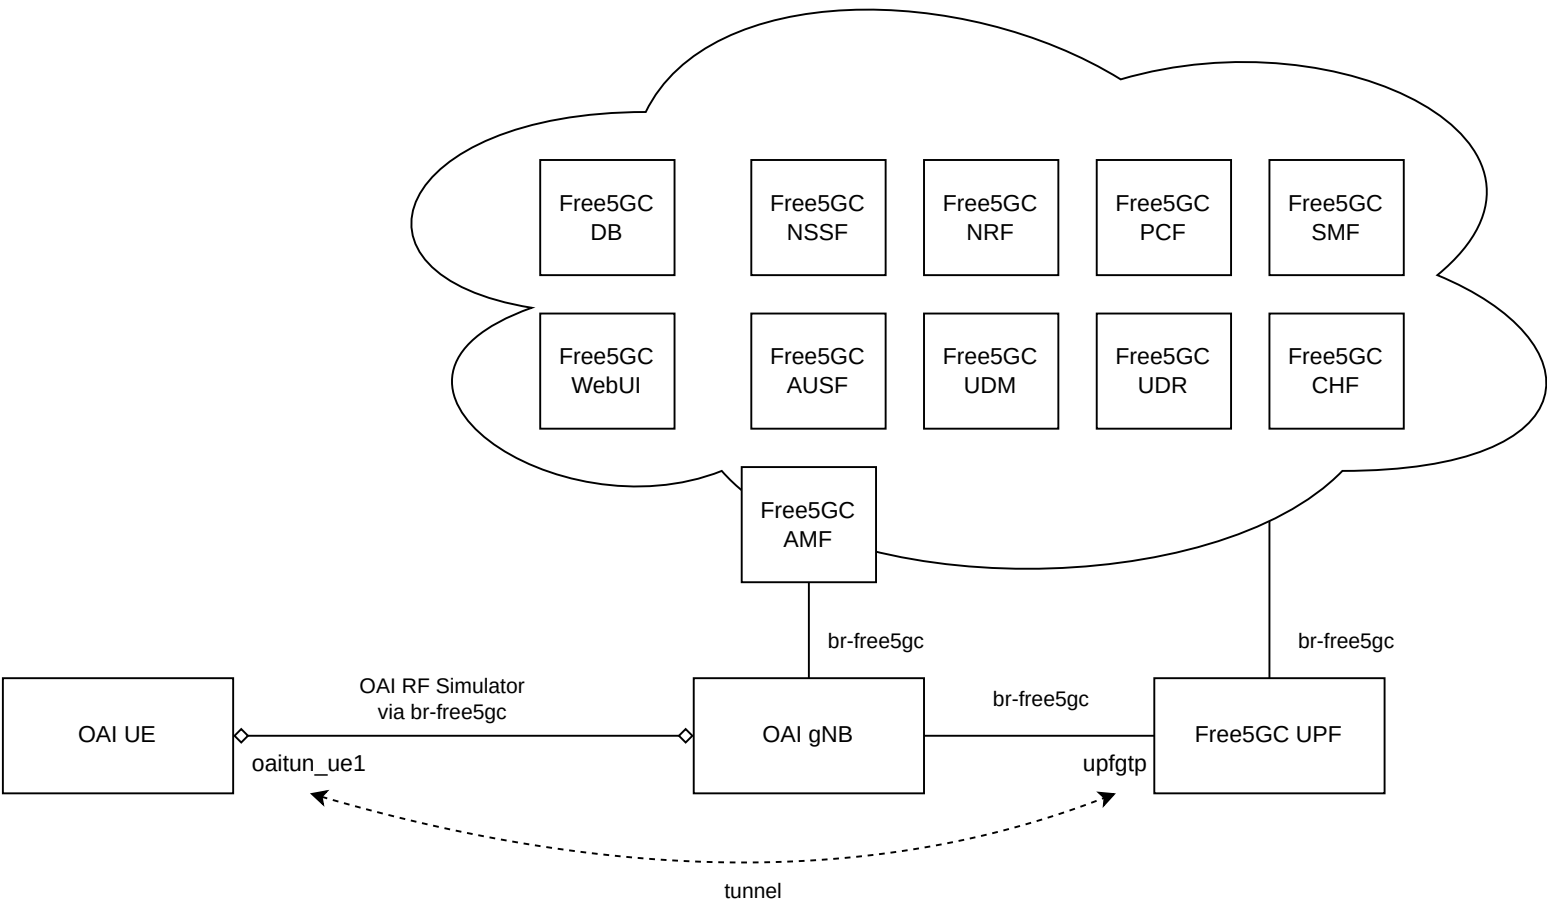 Free5GC
DB
Free5GC
NSSF
Free5GC
NRF
Free5GC
PCF
Free5GC
SMF
Free5GC
WebUI
Free5GC
AUSF
Free5GC
UDM
Free5GC
UDR
Free5GC
CHF
Free5GC
AMF
br-free5gc
br-free5gc
OAI UE
OAI RF Simulator
via br-free5gc
OAI gNB
br-free5gc
Free5GC UPF
oaitun_ue1
upfgtp
tunnel